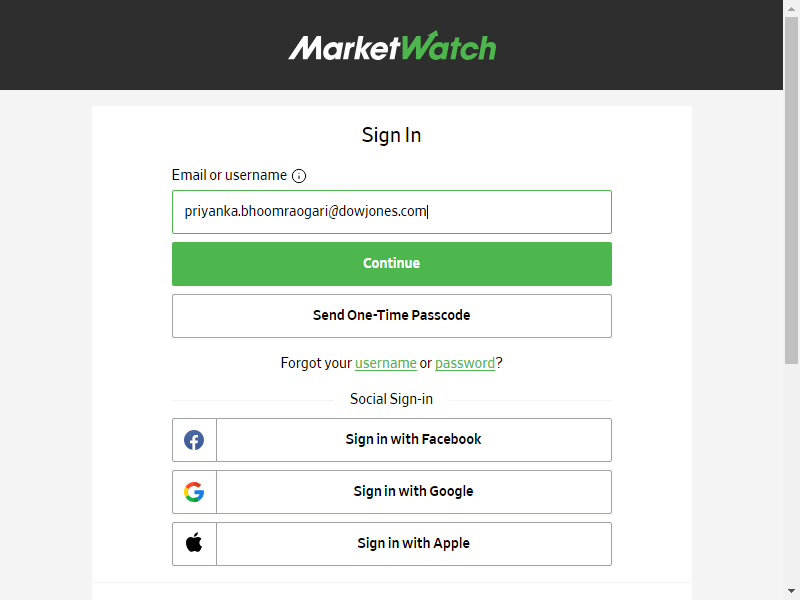 MarketWatch
Sign In
Email or username
priyanka.bhoomraogari@dowjones.com
Continue
Send One-Time Passcode
Forgot your username or password?
Social Sign-in
Sign in with Facebook
Sign in with Google
Sign in with Apple